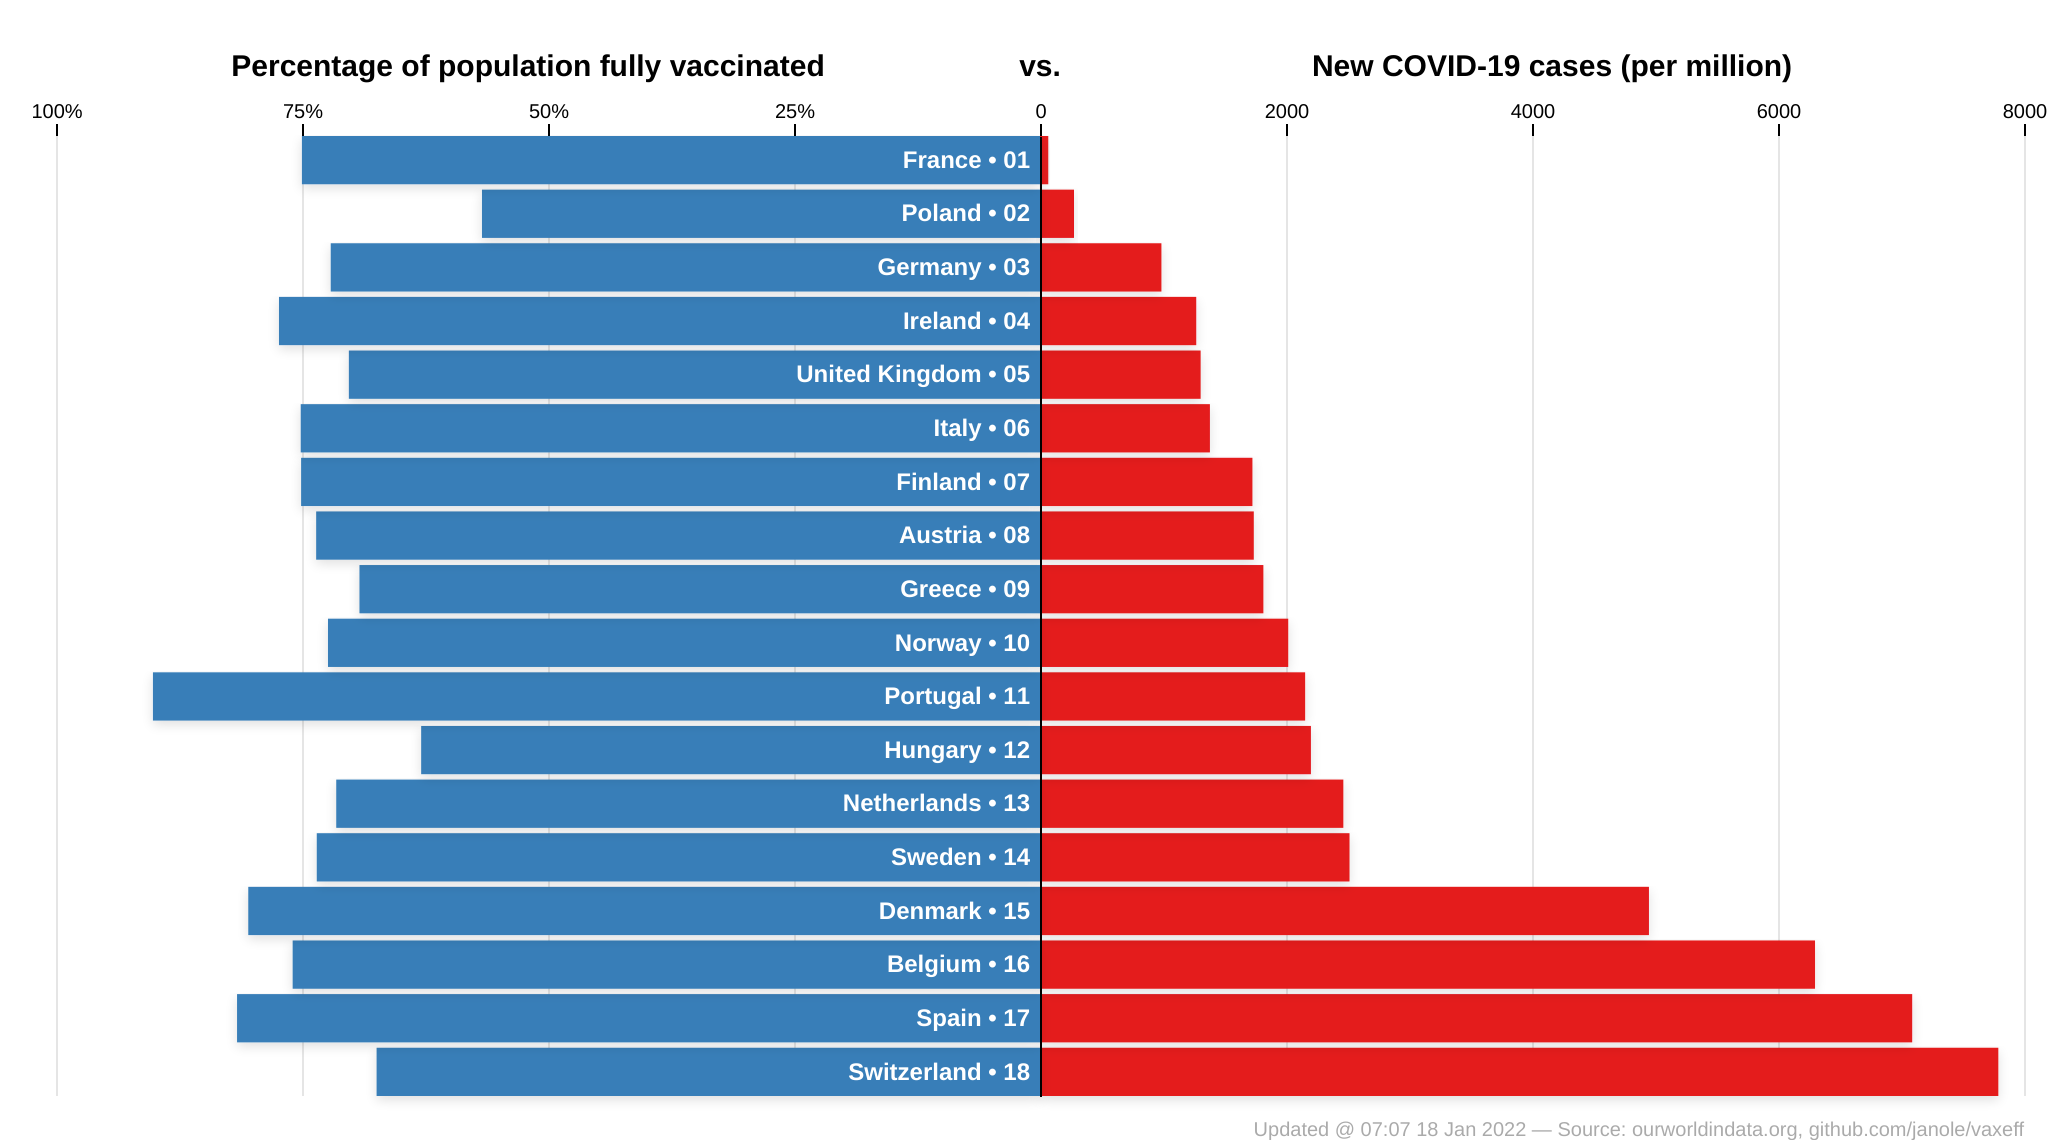 Percentage of population fully vaccinated vs. New COVID-19 cases (per million)
100% 75% 50% 25% 0 2000 4000 6000 8000
France • 01
Poland • 02
Germany • 03
Ireland • 04
United Kingdom • 05
Italy • 06
Finland • 07
Austria • 08
Greece • 09
Norway • 10
Portugal • 11
Hungary • 12
Netherlands • 13
Sweden • 14
Denmark • 15
Belgium • 16
Spain • 17
Switzerland • 18
Updated @ 07:07 18 Jan 2022 — Source: ourworldindata.org, github.com/janole/vaxeff